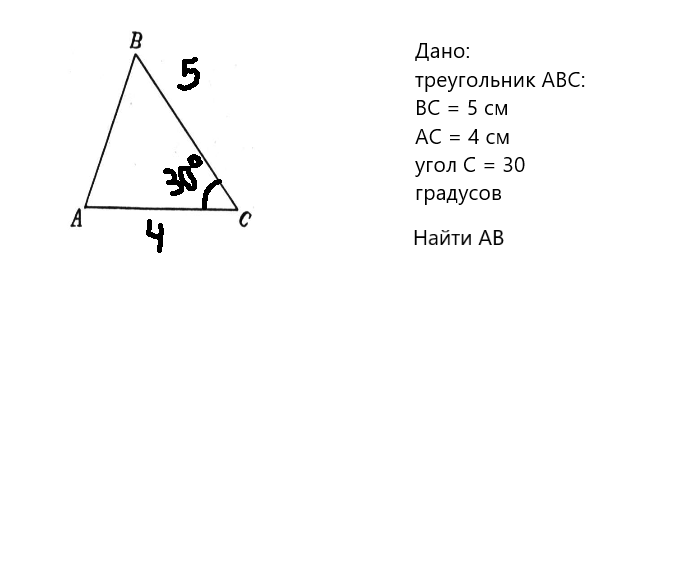 B
5
30°
A
C
4
Дано:
треугольник ABC:
BC = 5 см
AC = 4 см
угол C = 30
градусов
Найти AB